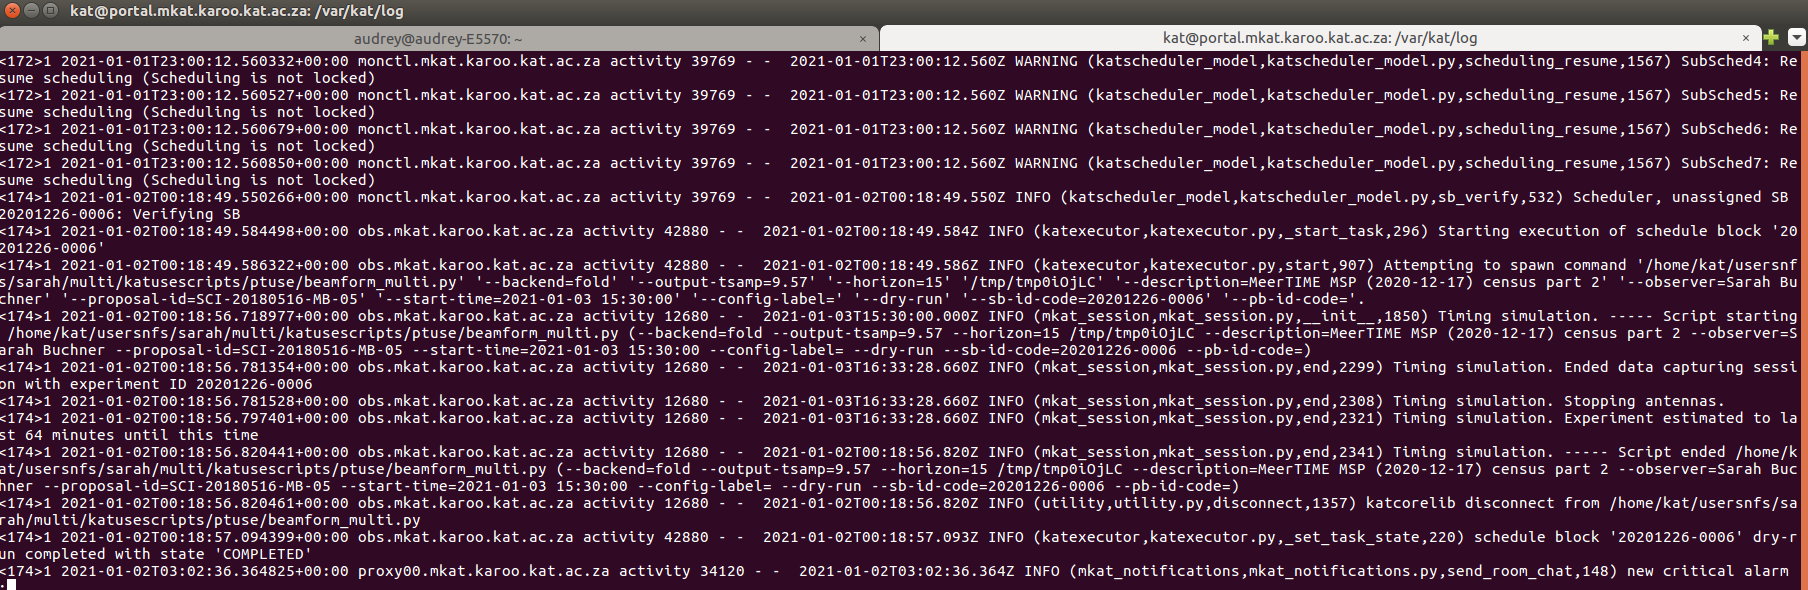 kat@portal.mkat.karoo.kat.ac.za: /var/kat/log
audrey@audrey-E5570: ~
kat@portal.mkat.karoo.kat.ac.za: /var/kat/log
<172>1 2021-01-01T23:00:12.560332+00:00 monctl.mkat.karoo.kat.ac.za activity 39769 - -  2021-01-01T23:00:12.560Z WARNING (katscheduler_model,katscheduler_model.py,scheduling_resume,1567) SubSched4: Re
sume scheduling (Scheduling is not locked)
<172>1 2021-01-01T23:00:12.560527+00:00 monctl.mkat.karoo.kat.ac.za activity 39769 - -  2021-01-01T23:00:12.560Z WARNING (katscheduler_model,katscheduler_model.py,scheduling_resume,1567) SubSched5: Re
sume scheduling (Scheduling is not locked)
<172>1 2021-01-01T23:00:12.560679+00:00 monctl.mkat.karoo.kat.ac.za activity 39769 - -  2021-01-01T23:00:12.560Z WARNING (katscheduler_model,katscheduler_model.py,scheduling_resume,1567) SubSched6: Re
sume scheduling (Scheduling is not locked)
<172>1 2021-01-01T23:00:12.560850+00:00 monctl.mkat.karoo.kat.ac.za activity 39769 - -  2021-01-01T23:00:12.560Z WARNING (katscheduler_model,katscheduler_model.py,scheduling_resume,1567) SubSched7: Re
sume scheduling (Scheduling is not locked)
<174>1 2021-01-02T00:18:49.550266+00:00 monctl.mkat.karoo.kat.ac.za activity 39769 - -  2021-01-02T00:18:49.550Z INFO (katscheduler_model,katscheduler_model.py,sb_verify,532) Scheduler, unassigned SB
20201226-0006: Verifying SB
<174>1 2021-01-02T00:18:49.584498+00:00 obs.mkat.karoo.kat.ac.za activity 42880 - -  2021-01-02T00:18:49.584Z INFO (katexecutor,katexecutor.py,_start_task,296) Starting execution of schedule block '20
201226-0006'
<174>1 2021-01-02T00:18:49.586322+00:00 obs.mkat.karoo.kat.ac.za activity 42880 - -  2021-01-02T00:18:49.586Z INFO (katexecutor,katexecutor.py,start,907) Attempting to spawn command '/home/kat/usersnf
s/sarah/multi/katusescripts/ptuse/beamform_multi.py' '--backend=fold' '--output-tsamp=9.57' '--horizon=15' '/tmp/tmp0iOjLC' '--description=MeerTIME MSP (2020-12-17) census part 2' '--observer=Sarah Bu
chner' '--proposal-id=SCI-20180516-MB-05' '--start-time=2021-01-03 15:30:00' '--config-label=' '--dry-run' '--sb-id-code=20201226-0006' '--pb-id-code='.
<174>1 2021-01-02T00:18:56.718977+00:00 obs.mkat.karoo.kat.ac.za activity 12680 - -  2021-01-03T15:30:00.000Z INFO (mkat_session,mkat_session.py,__init__,1850) Timing simulation. ----- Script starting
 /home/kat/usersnfs/sarah/multi/katusescripts/ptuse/beamform_multi.py (--backend=fold --output-tsamp=9.57 --horizon=15 /tmp/tmp0iOjLC --description=MeerTIME MSP (2020-12-17) census part 2 --observer=S
arah Buchner --proposal-id=SCI-20180516-MB-05 --start-time=2021-01-03 15:30:00 --config-label= --dry-run --sb-id-code=20201226-0006 --pb-id-code=)
<174>1 2021-01-02T00:18:56.781354+00:00 obs.mkat.karoo.kat.ac.za activity 12680 - -  2021-01-03T16:33:28.660Z INFO (mkat_session,mkat_session.py,end,2299) Timing simulation. Ended data capturing sessi
on with experiment ID 20201226-0006
<174>1 2021-01-02T00:18:56.781528+00:00 obs.mkat.karoo.kat.ac.za activity 12680 - -  2021-01-03T16:33:28.660Z INFO (mkat_session,mkat_session.py,end,2308) Timing simulation. Stopping antennas.
<174>1 2021-01-02T00:18:56.797401+00:00 obs.mkat.karoo.kat.ac.za activity 12680 - -  2021-01-03T16:33:28.660Z INFO (mkat_session,mkat_session.py,end,2321) Timing simulation. Experiment estimated to la
st 64 minutes until this time
<174>1 2021-01-02T00:18:56.820441+00:00 obs.mkat.karoo.kat.ac.za activity 12680 - -  2021-01-02T00:18:56.820Z INFO (mkat_session,mkat_session.py,end,2341) Timing simulation. ----- Script ended /home/k
at/usersnfs/sarah/multi/katusescripts/ptuse/beamform_multi.py (--backend=fold --output-tsamp=9.57 --horizon=15 /tmp/tmp0iOjLC --description=MeerTIME MSP (2020-12-17) census part 2 --observer=Sarah Buc
hner --proposal-id=SCI-20180516-MB-05 --start-time=2021-01-03 15:30:00 --config-label= --dry-run --sb-id-code=20201226-0006 --pb-id-code=)
<174>1 2021-01-02T00:18:56.820461+00:00 obs.mkat.karoo.kat.ac.za activity 12680 - -  2021-01-02T00:18:56.820Z INFO (utility,utility.py,disconnect,1357) katcorelib disconnect from /home/kat/usersnfs/sa
rah/multi/katusescripts/ptuse/beamform_multi.py
<174>1 2021-01-02T00:18:57.094399+00:00 obs.mkat.karoo.kat.ac.za activity 42880 - -  2021-01-02T00:18:57.093Z INFO (katexecutor,katexecutor.py,_set_task_state,220) schedule block '20201226-0006' dry-r
un completed with state 'COMPLETED'
<174>1 2021-01-02T03:02:36.364825+00:00 proxy00.mkat.karoo.kat.ac.za activity 34120 - -  2021-01-02T03:02:36.364Z INFO (mkat_notifications,mkat_notifications.py,send_room_chat,148) new critical alarm
.